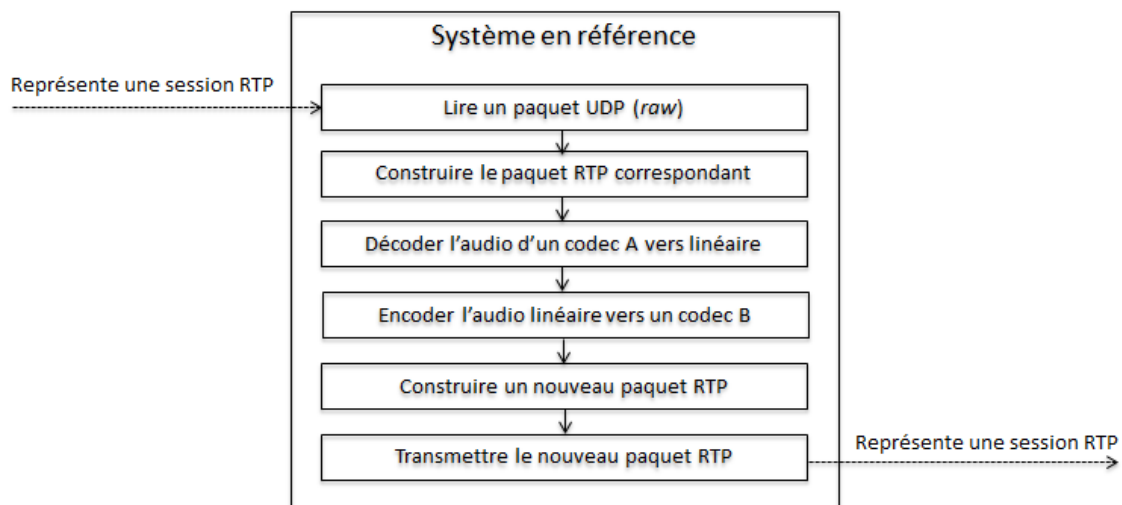 Système en référence
Représente une session RTP
Lire un paquet UDP (raw)
Construire le paquet RTP correspondant
Décoder l'audio d'un codec A vers linéaire
Encoder l'audio linéaire vers un codec B
Construire un nouveau paquet RTP
Transmettre le nouveau paquet RTP
Représente une session RTP